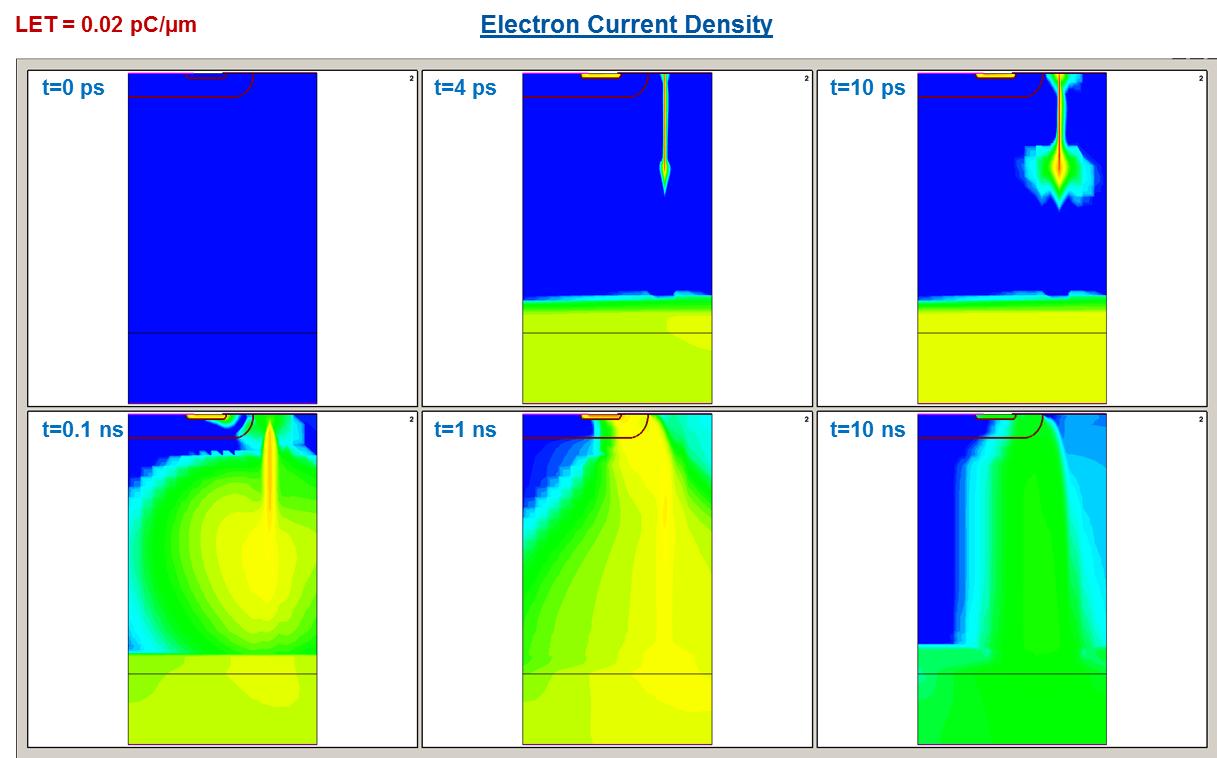 LET = 0.02 pC/µm
Electron Current Density
t=0 ps
2
t=4 ps
2
t=10 ps
2
t=0.1 ns
2
t=1 ns
2
t=10 ns
2